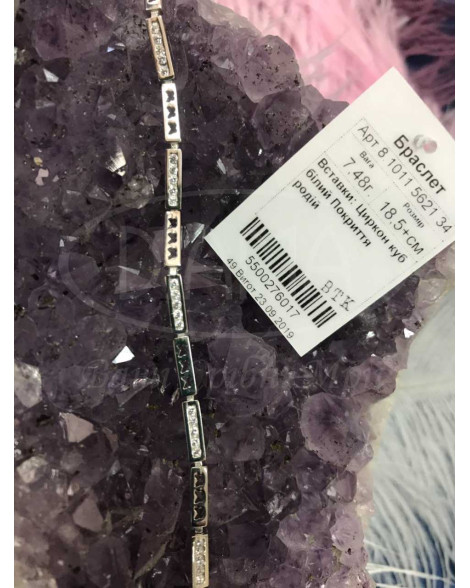 Браслет
Арт 8 1011 5621 34
Вага Розмір
7.48г 18.5+см
Вставки: Циркон куб
білий Покриття
родій
ВТК
5500276017
49 Вигот 23.09.2019